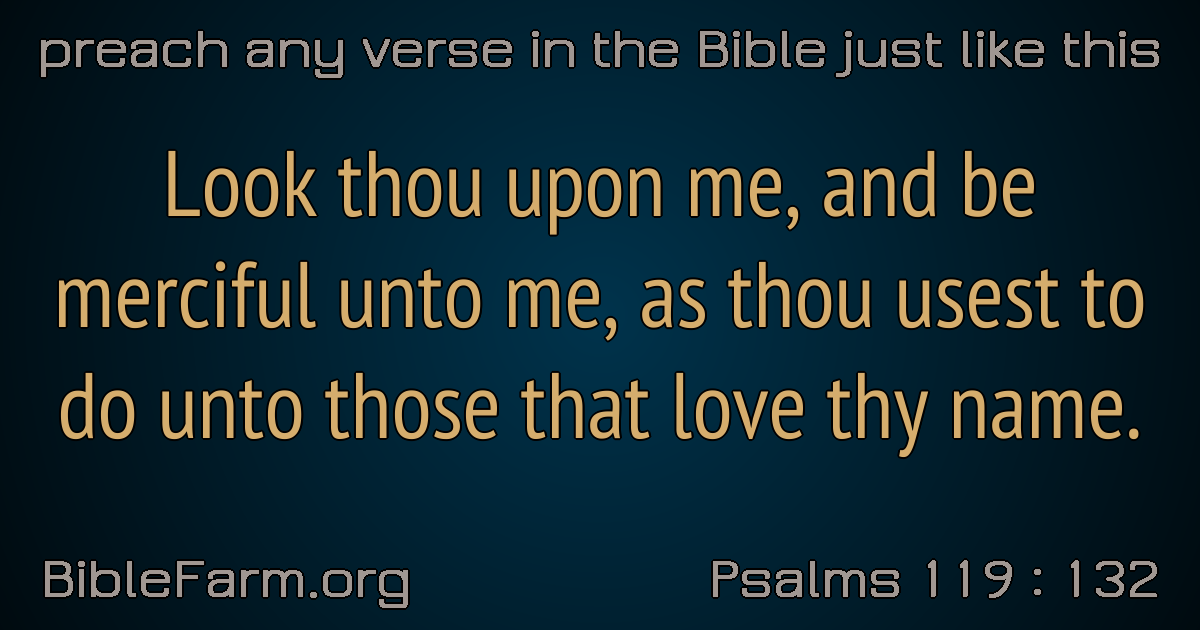 preach any verse in the Bible just like this
Look thou upon me, and be
merciful unto me, as thou usest to
do unto those that love thy name.
BibleFarm.org
Psalms 119 : 132